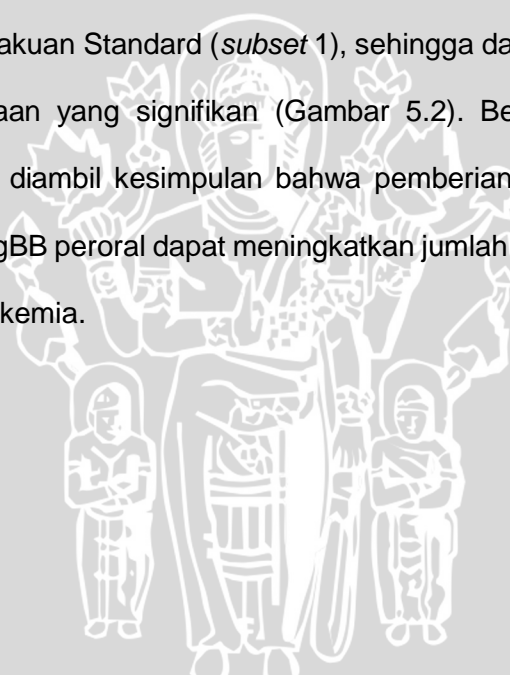 akuan Standard (subset 1), sehingga da
aan yang signifikan (Gambar 5.2). Be
diambil kesimpulan bahwa pemberian
gBB peroral dapat meningkatkan jumlah
kemia.